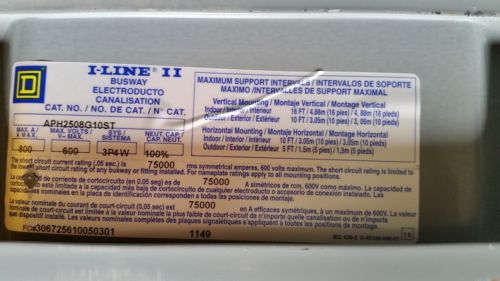 I-LINE II
BUSWAY
ELECTRODUCTO
CANALISATION
CAT. NO./ NO. DE CAT./ N° CAT.
APH2508G10ST
MAX. A / A MAX. MAX. VOLTS/ V~ MAX. SYS / SISTEMA NEUT. CAP./ CAP. NEUT.
800 600 3P4W 100%
MAXIMUM SUPPORT INTERVALS / INTERVALOS DE SOPORTE
MAXIMO / INTERVALLES DE SUPPORT MAXIMAL
Vertical Mounting / Montaje Vertical / Montage Vertical
Indoor / Interior / Intérieur 16 FT / 4.88m (16 pies) / 4,88m (16 pieds)
Outdoor / Exterior / Extérieur 10 FT / 3.05m (10 pies) / 3,05m (10 pieds)
Horizontal Mounting / Montaje Horizontal / Montage Horizontal
Indoor / Interior / Intérieur 10 FT / 3.05m (10 pies) / 3,05m (10 pieds)
Outdoor / Exterior / Extérieur 5 FT / 1.5m (5 pies) / 1,5m (5 pieds)
The short circuit current rating (.05 sec.) is 75000 rms symmetrical amperes, 600 volts maximum. The short circuit rating is limited to
the lowest short circuit rating of any busway or fitting installed. For nameplate ratings apply to all mounting positions.
La corriente nominal de cortocircuito (en 0,05 seg) es de 75000 A simétricos de rcm, 600V como máximo. La capacidad de
cortocircuito está limitada a la capacidad más baja de cualquier electroducto o accesorio de conexión instalado. Las
capacidades nominales en la placa de identificación corresponden a todas las posiciones de montaje.
La valeur nominale du courant de court-circuit (0,05 sec) est 75000 A efficaces symétriques, à un maximum de 600V. La valeur
de court-circuit est limitée à la valeur nominale la plus faible de court-circuit de n'importe quelle canalisation ou de
dispositif installé. Les valeurs nominales des plaques signalétiques s'appliquent à toutes les positions de montage.
FO#306725610050301 1149